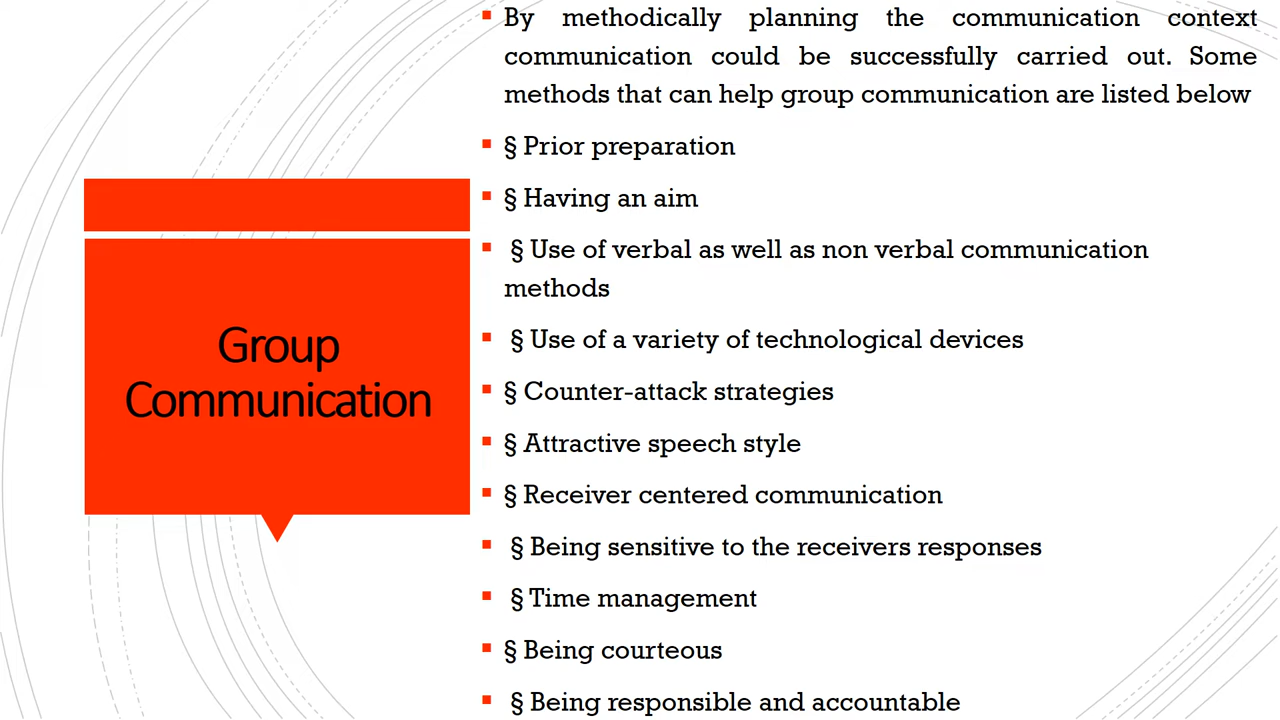 Group
Communication
▪ By methodically planning the communication context
communication could be successfully carried out. Some
methods that can help group communication are listed below
▪ § Prior preparation
▪ § Having an aim
▪ § Use of verbal as well as non verbal communication
methods
▪ § Use of a variety of technological devices
▪ § Counter-attack strategies
▪ § Attractive speech style
▪ § Receiver centered communication
▪ § Being sensitive to the receivers responses
▪ § Time management
▪ § Being courteous
▪ § Being responsible and accountable